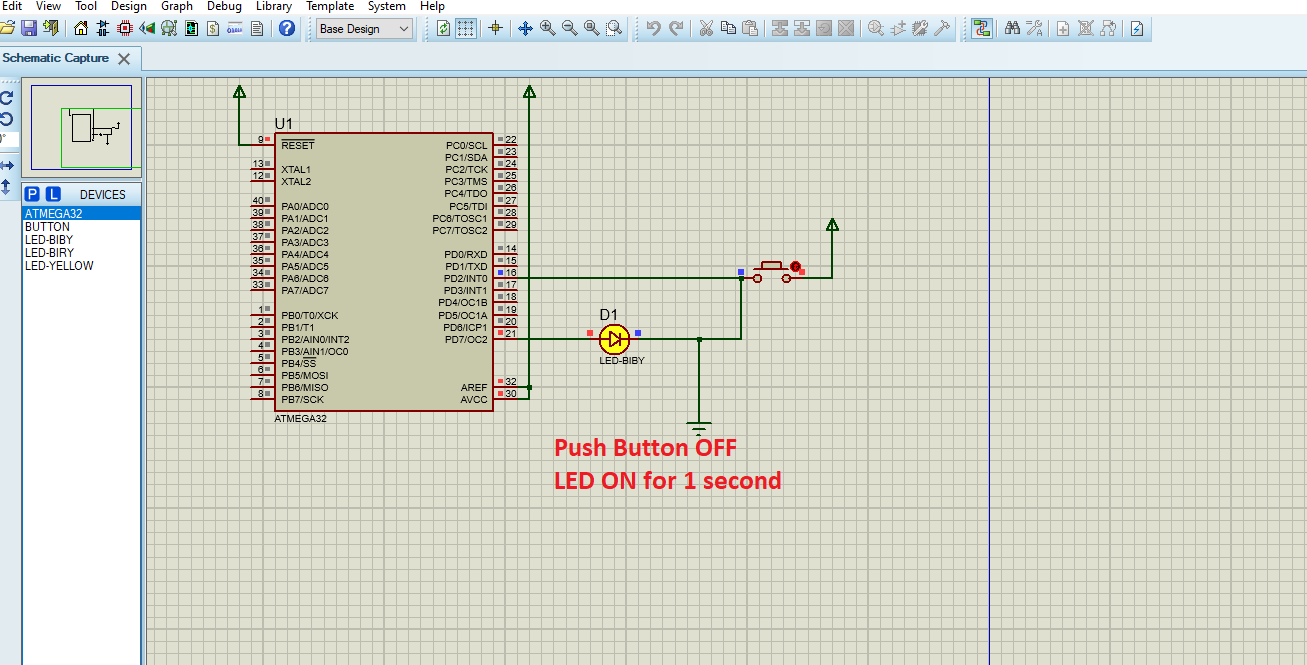 Edit View Tool Design Graph Debug Library Template System Help
Base Design
Schematic Capture
P L DEVICES
ATMEGA32
BUTTON
LED-BIBY
LED-BIRY
LED-YELLOW
U1
9 RESET
13 XTAL1
12 XTAL2
40 PA0/ADC0
39 PA1/ADC1
38 PA2/ADC2
37 PA3/ADC3
36 PA4/ADC4
35 PA5/ADC5
34 PA6/ADC6
33 PA7/ADC7
1 PB0/T0/XCK
2 PB1/T1
3 PB2/AIN0/INT2
4 PB3/AIN1/OC0
5 PB4/SS
6 PB5/MOSI
7 PB6/MISO
8 PB7/SCK
PC0/SCL 22
PC1/SDA 23
PC2/TCK 24
PC3/TMS 25
PC4/TDO 26
PC5/TDI 27
PC6/TOSC1 28
PC7/TOSC2 29
PD0/RXD 14
PD1/TXD 15
PD2/INT0 16
PD3/INT1 17
PD4/OC1B 18
PD5/OC1A 19
PD6/ICP1 20
PD7/OC2 21
AREF 32
AVCC 30
ATMEGA32
D1
LED-BIBY
Push Button OFF
LED ON for 1 second